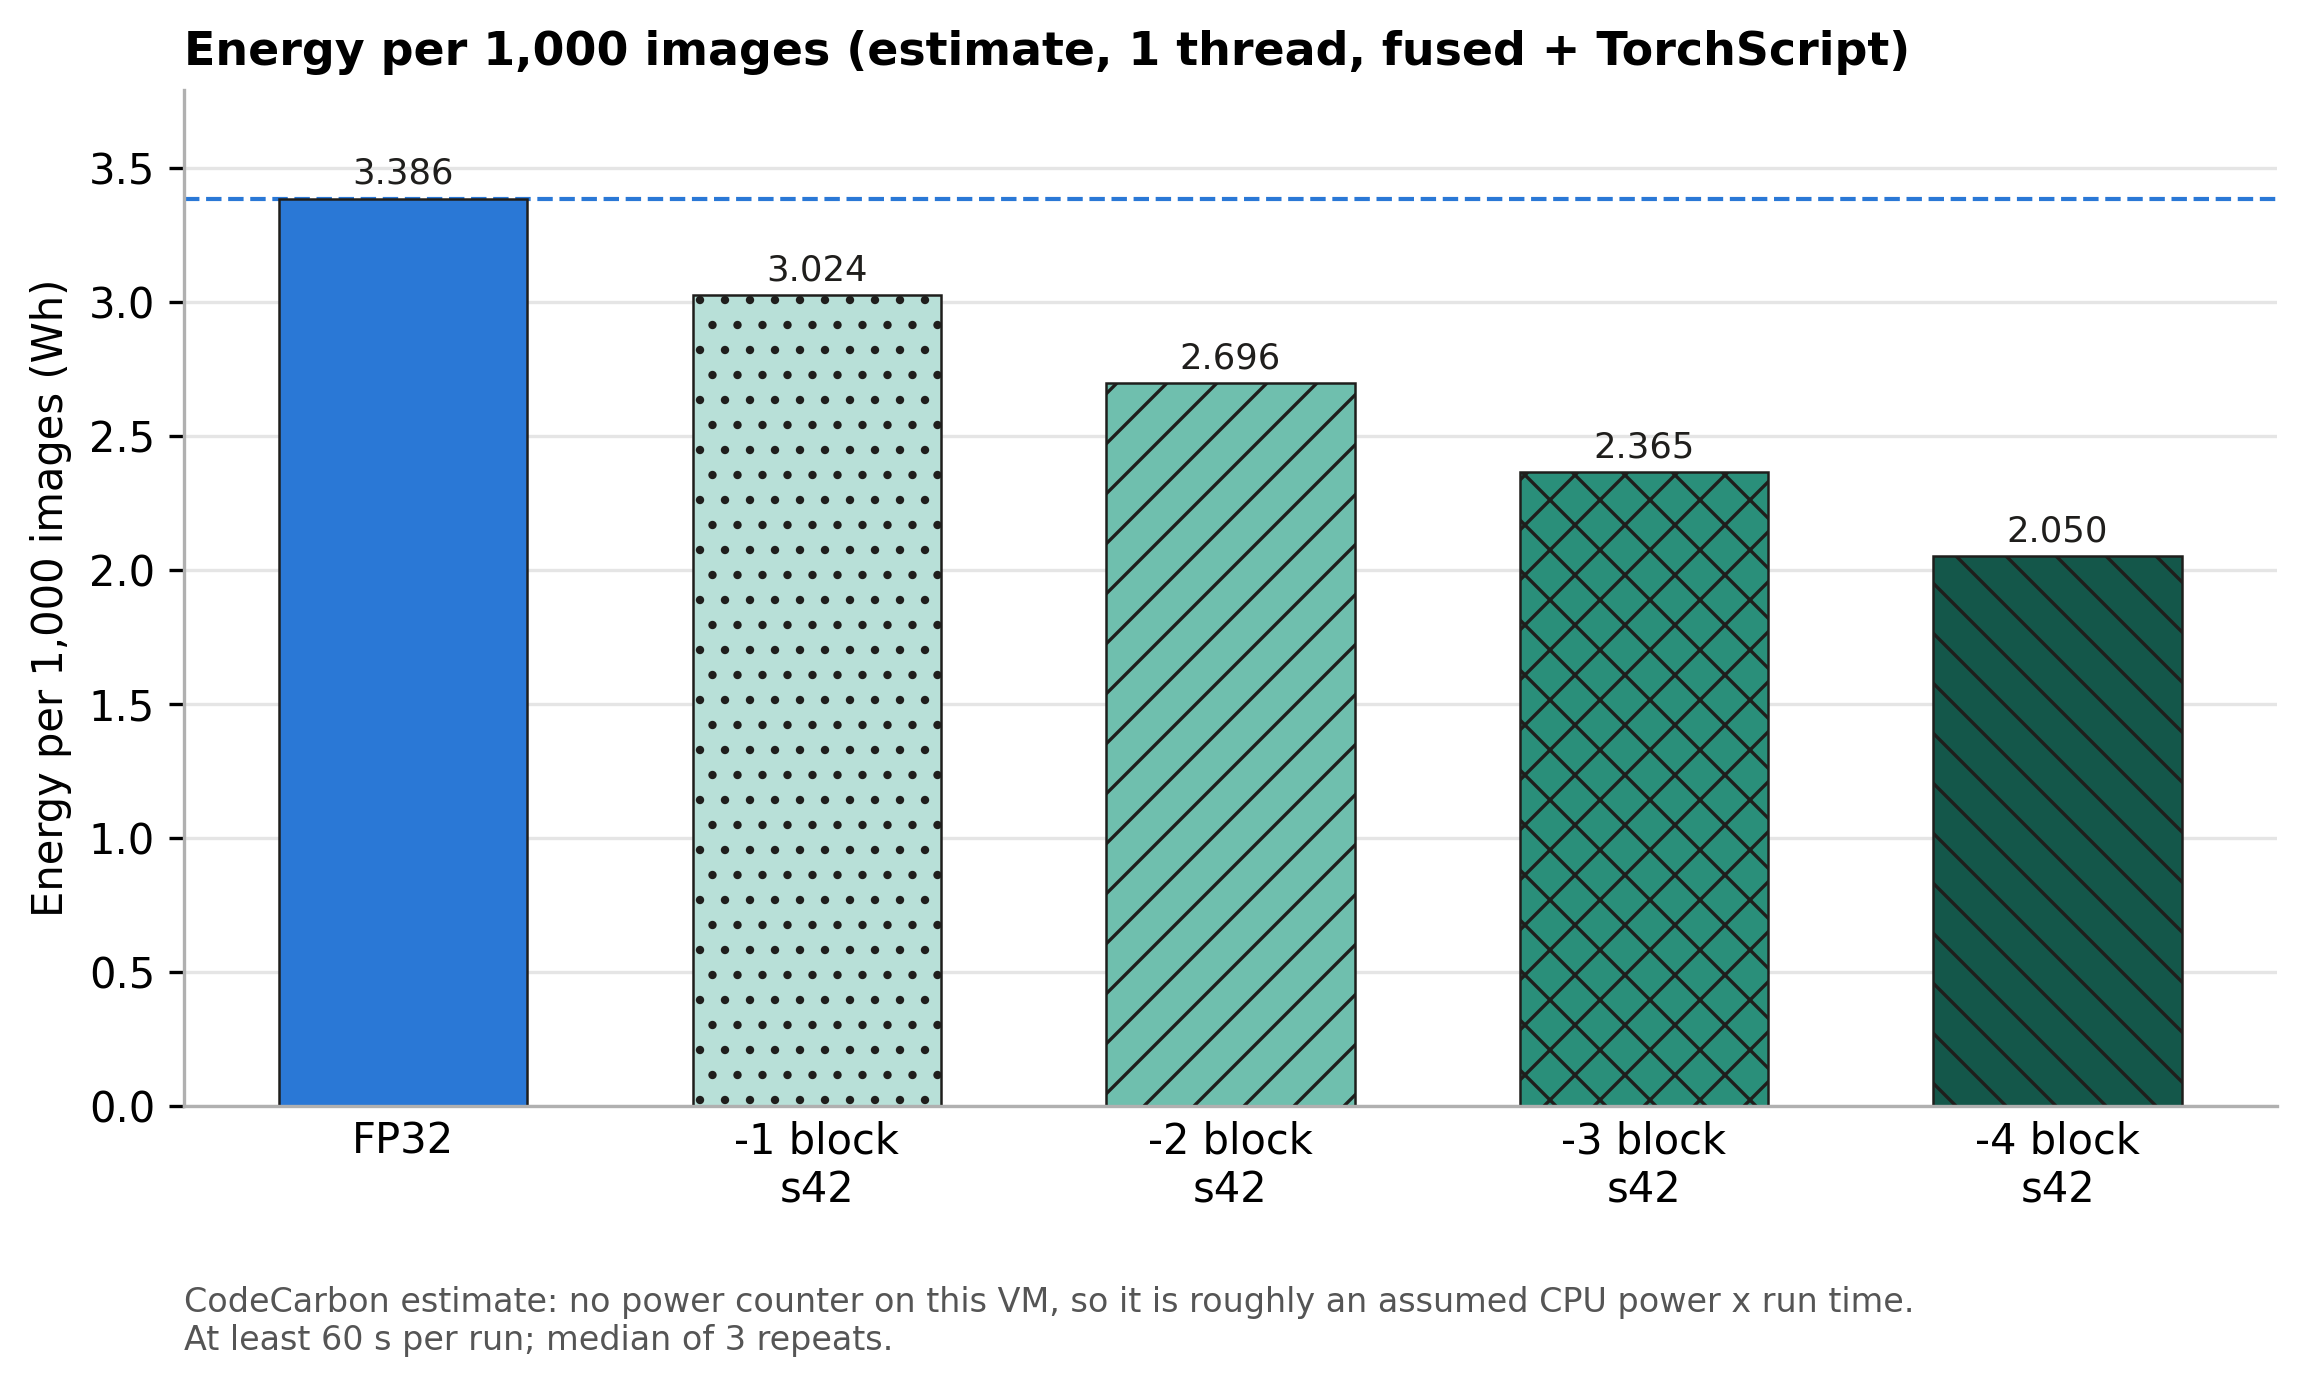 Energy per 1,000 images (estimate, 1 thread, fused + TorchScript)
Energy per 1,000 images (Wh)
3.5
3.0
2.5
2.0
1.5
1.0
0.5
0.0
3.386
3.024
2.696
2.365
2.050
FP32
-1 block
s42
-2 block
s42
-3 block
s42
-4 block
s42
CodeCarbon estimate: no power counter on this VM, so it is roughly an assumed CPU power x run time.
At least 60 s per run; median of 3 repeats.